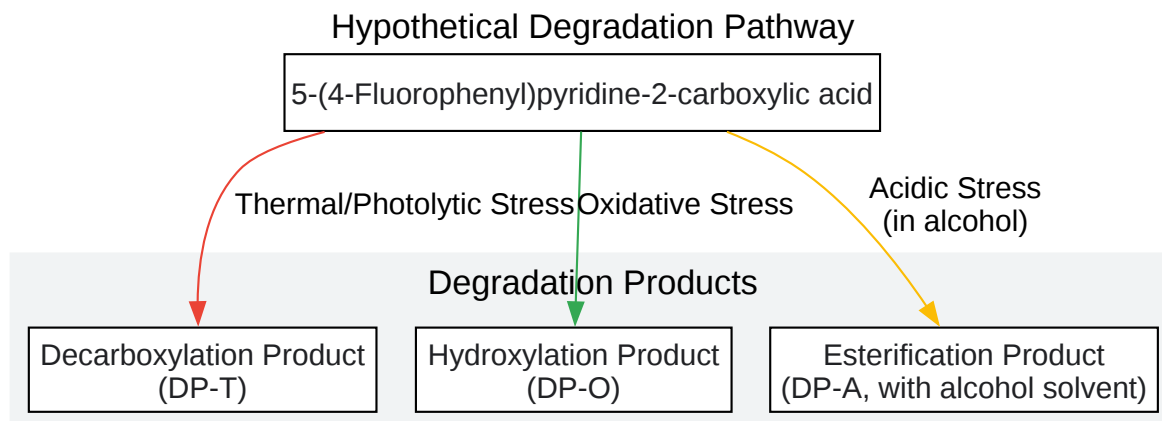 Hypothetical Degradation Pathway
5-(4-Fluorophenyl)pyridine-2-carboxylic acid
Thermal/Photolytic Stress
Oxidative Stress
Acidic Stress
(in alcohol)
Degradation Products
Decarboxylation Product
(DP-T)
Hydroxylation Product
(DP-O)
Esterification Product
(DP-A, with alcohol solvent)